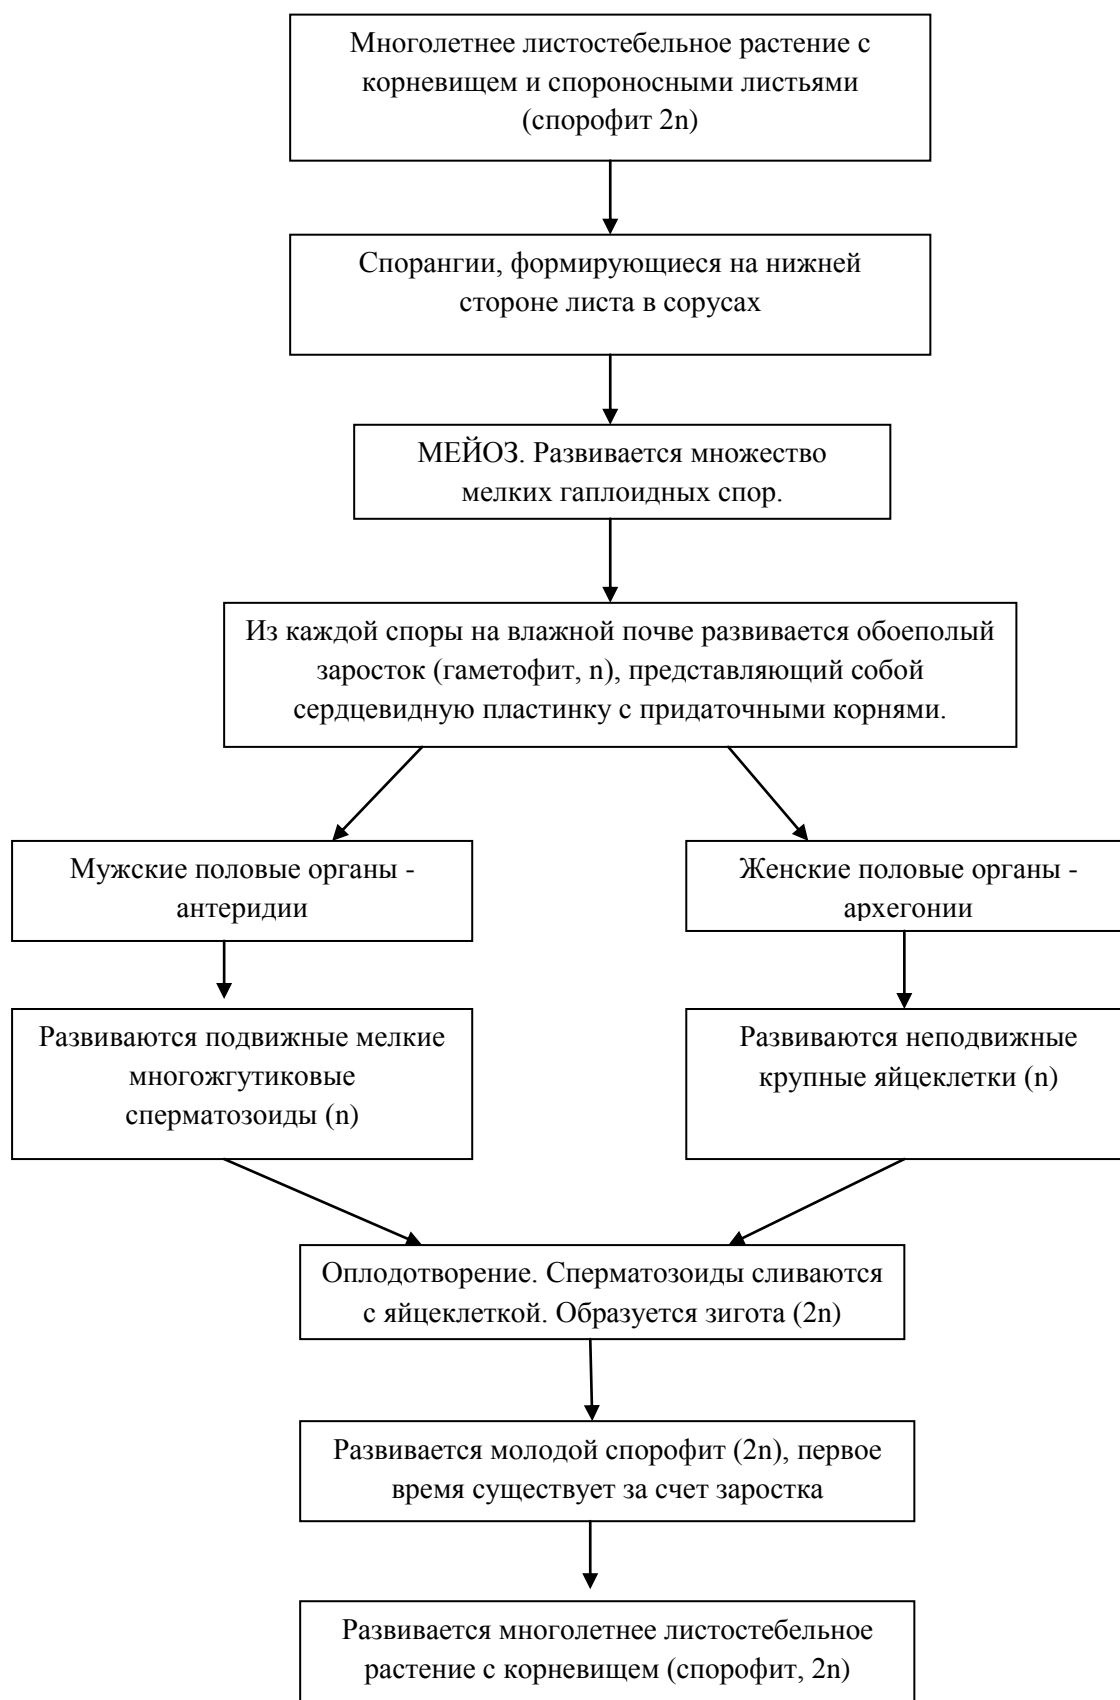 Многолетнее листостебельное растение с
корневищем и спороносными листьями
(спорофит 2n)
Спорангии, формирующиеся на нижней
стороне листа в сорусах
МЕЙОЗ. Развивается множество
мелких гаплоидных спор.
Из каждой споры на влажной почве развивается обоеполый
заросток (гаметофит, n), представляющий собой
сердцевидную пластинку с придаточными корнями.
Мужские половые органы -
антеридии
Женские половые органы -
архегонии
Развиваются подвижные мелкие
многожгутиковые
сперматозоиды (n)
Развиваются неподвижные
крупные яйцеклетки (n)
Оплодотворение. Сперматозоиды сливаются
с яйцеклеткой. Образуется зигота (2n)
Развивается молодой спорофит (2n), первое
время существует за счет заростка
Развивается многолетнее листостебельное
растение с корневищем (спорофит, 2n)